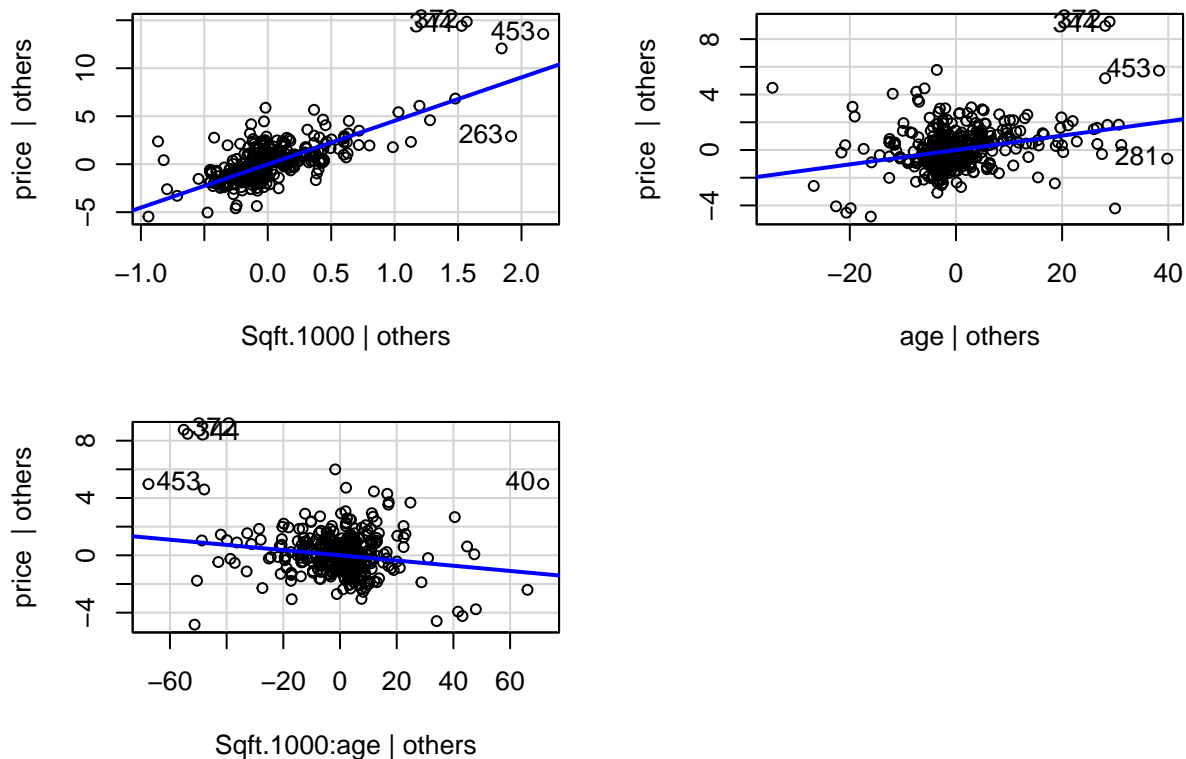 372
344
453
263
−5 0 5 10
price | others
−1.0 0.0 0.5 1.0 1.5 2.0
Sqft.1000 | others
372
344
453
281
−4 0 4 8
price | others
−20 0 20 40
age | others
372
344
453
40
−4 0 4 8
price | others
−60 −20 0 20 40 60
Sqft.1000:age | others